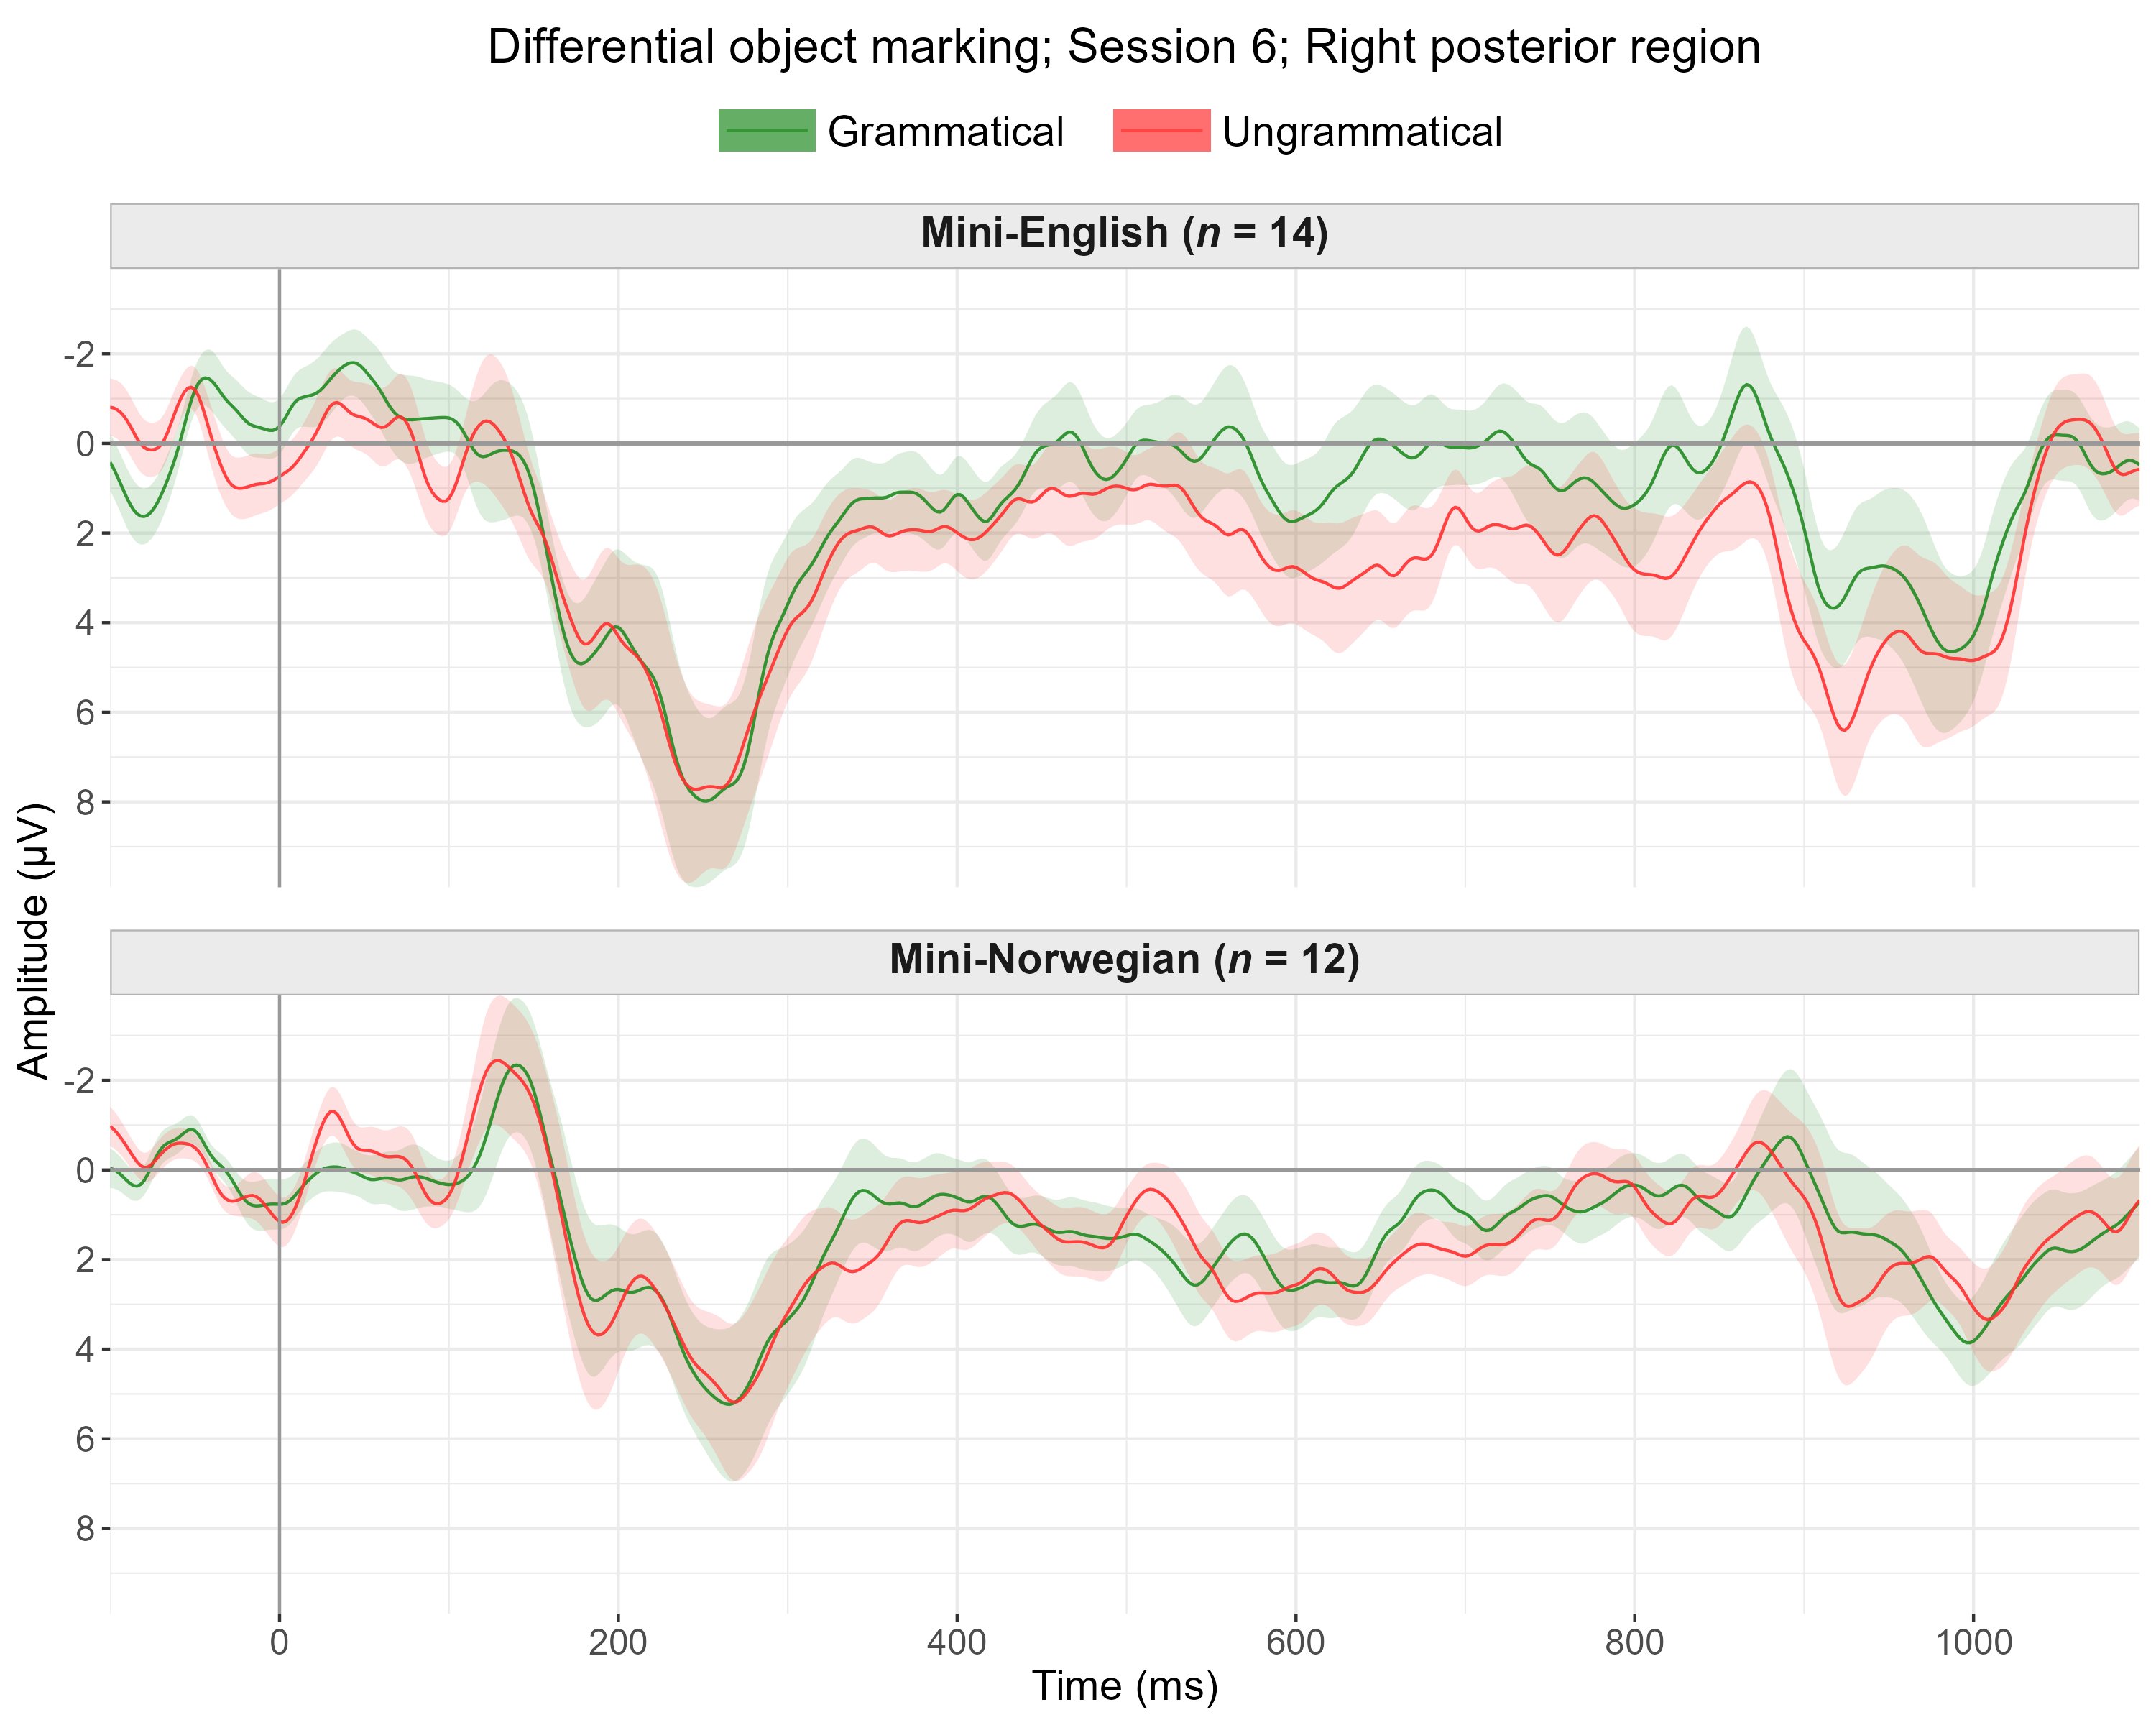 Differential object marking; Session 6; Right posterior region
Grammatical Ungrammatical
Mini-English (n = 14)
-2
0
2
4
6
8
Amplitude (µV)
Mini-Norwegian (n = 12)
-2
0
2
4
6
8
0 200 400 600 800 1000
Time (ms)